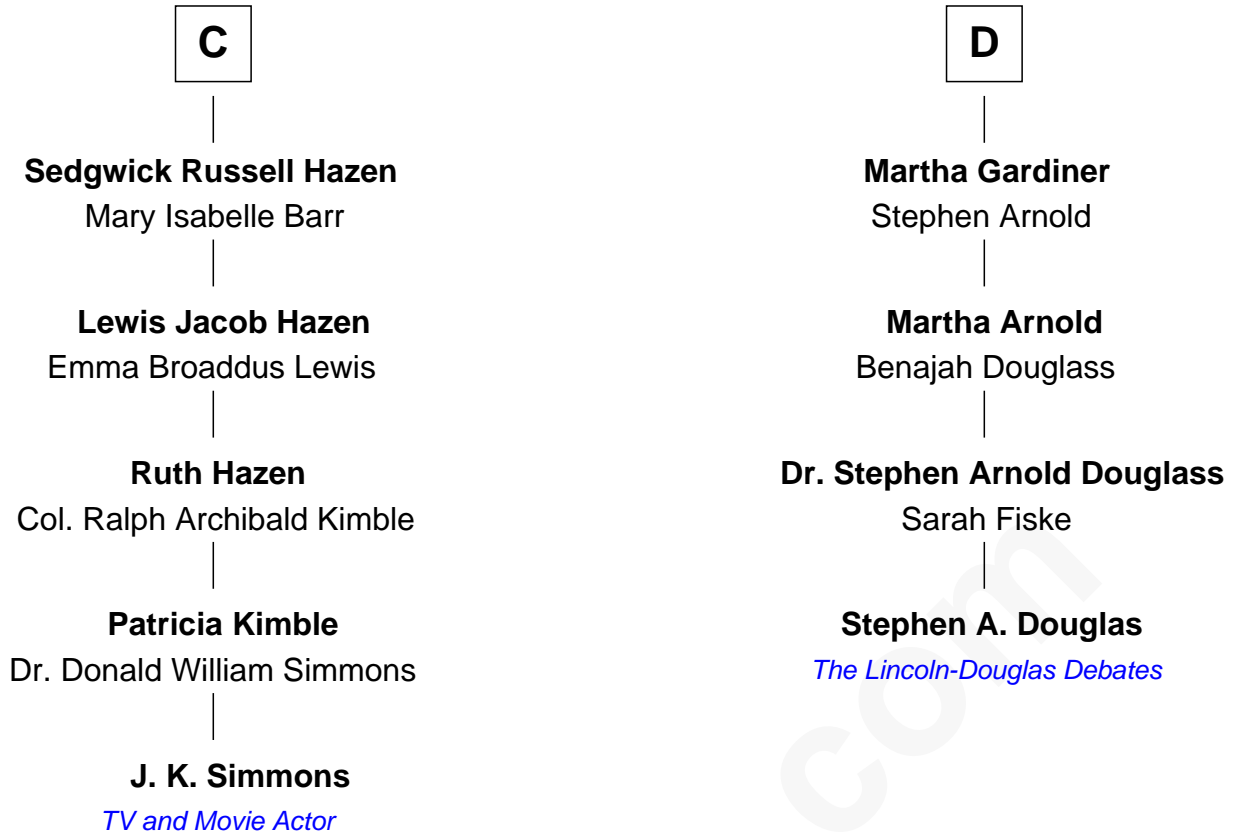 C
Sedgwick Russell Hazen
Mary Isabelle Barr
Lewis Jacob Hazen
Emma Broaddus Lewis
Ruth Hazen
Col. Ralph Archibald Kimble
Patricia Kimble
Dr. Donald William Simmons
J. K. Simmons
TV and Movie Actor
D
Martha Gardiner
Stephen Arnold
Martha Arnold
Benajah Douglass
Dr. Stephen Arnold Douglass
Sarah Fiske
Stephen A. Douglas
The Lincoln-Douglas Debates
com